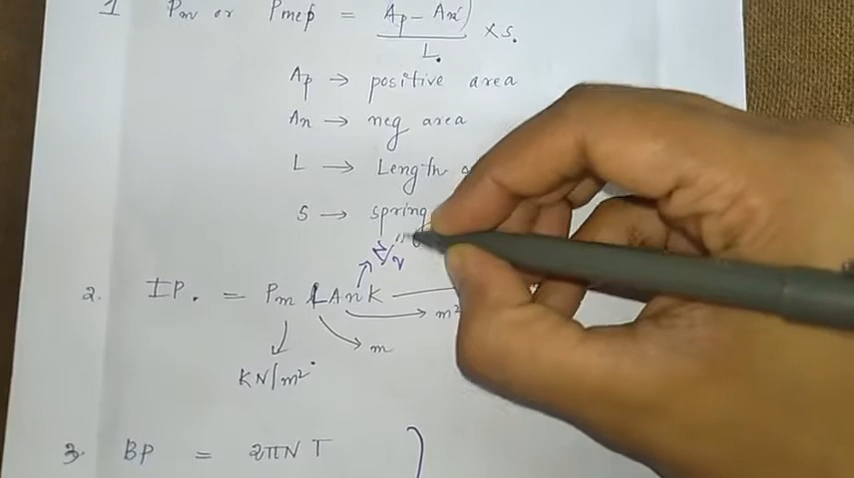 1 Pm or Pmep = Ap - An) / L. × S.
Ap → positive area
An → neg area
L → Length
S → spring
N/2
2. IP. = Pm L A n K
m²
m
KN/m²
3. BP = 2πNT